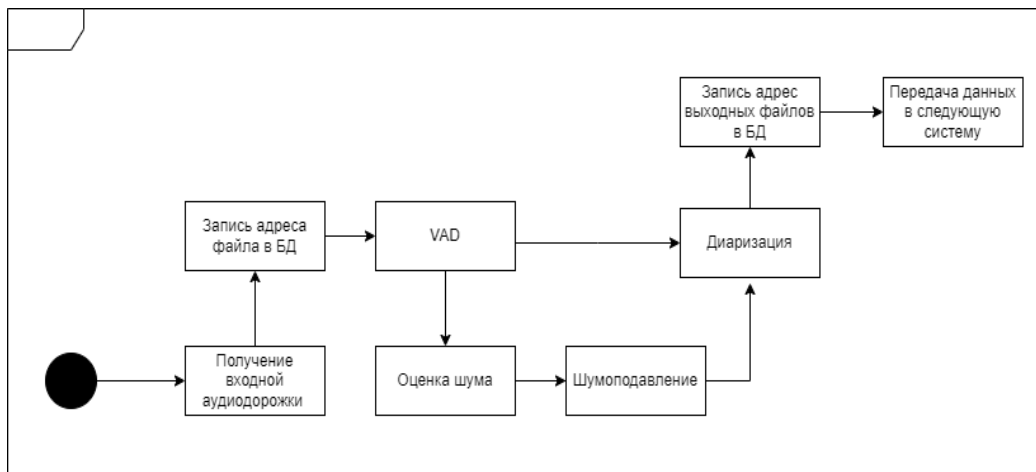 Запись адрес
выходных файлов
в БД
Передача данных
в следующую
систему
Запись адреса
файла в БД
VAD
Диаризация
Получение
входной
аудиодорожки
Оценка шума
Шумоподавление